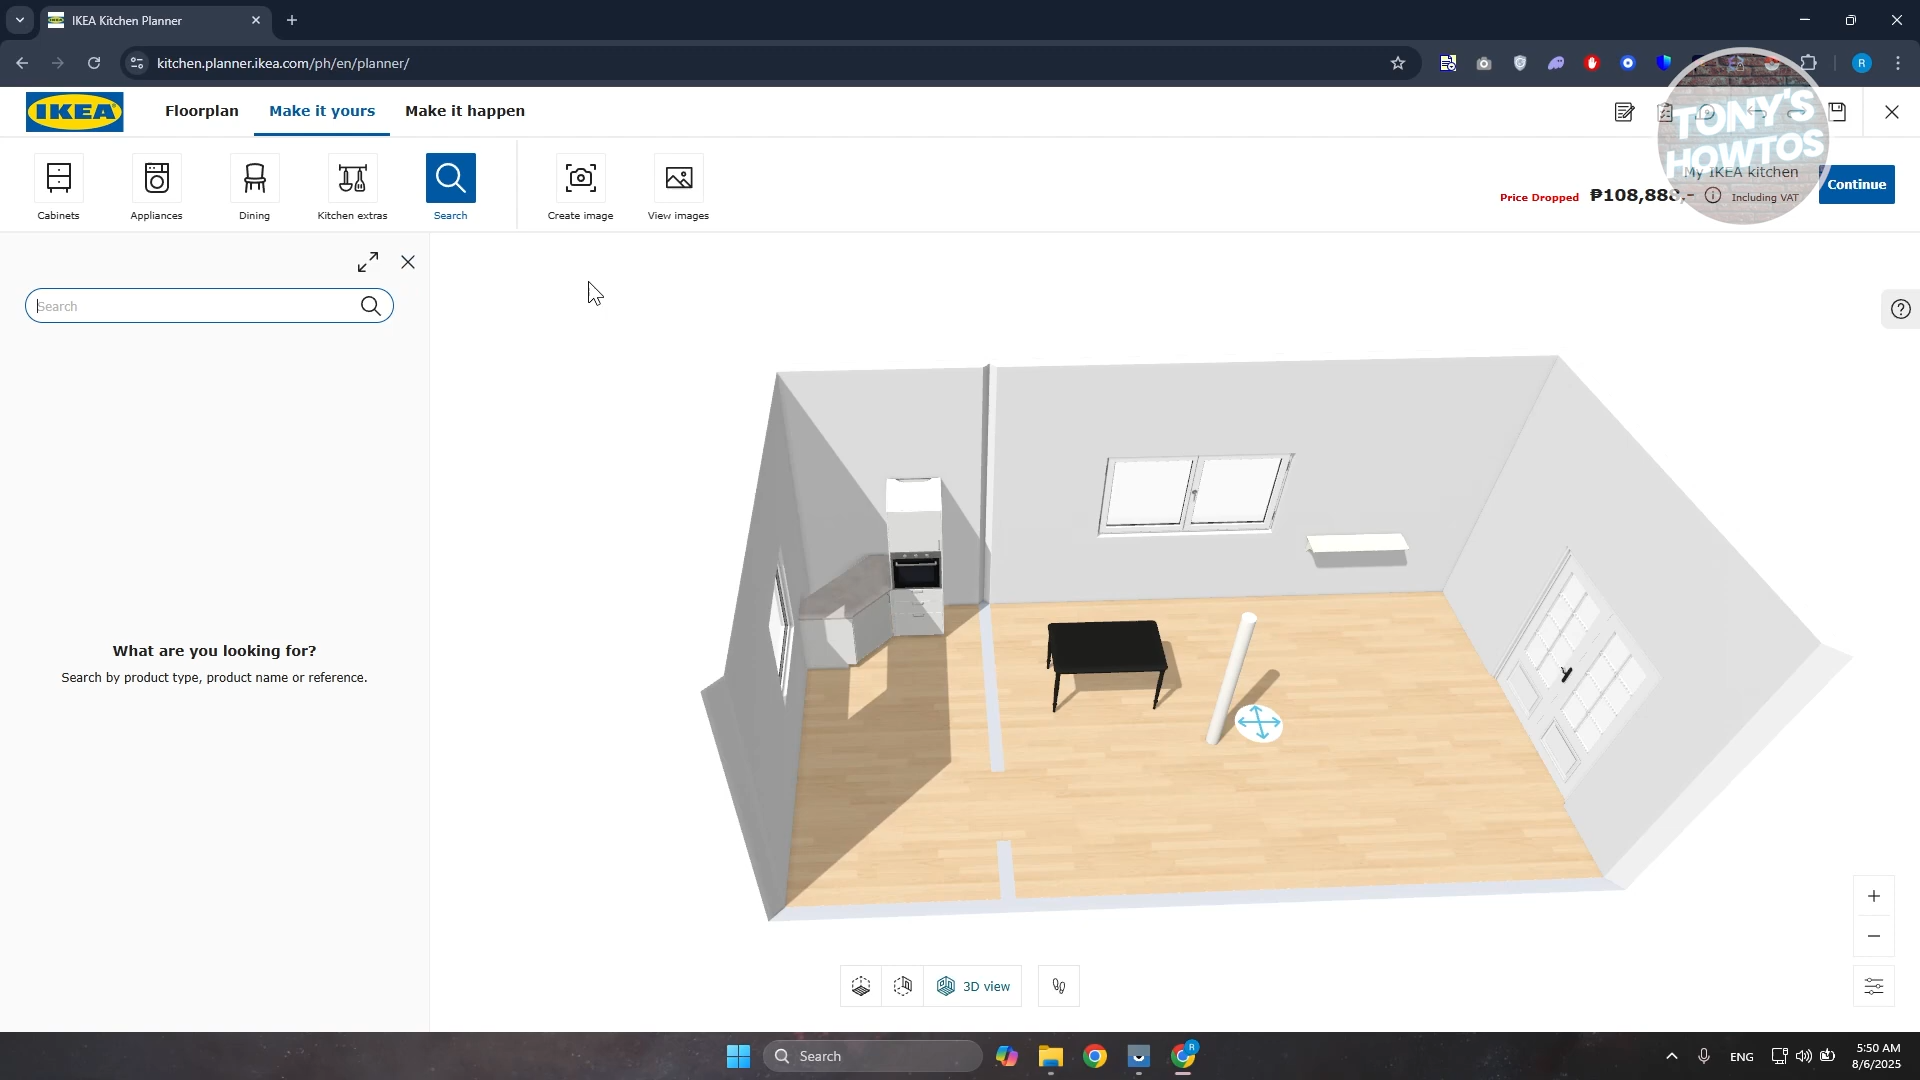 IKEA Kitchen Planner
kitchen.planner.ikea.com/ph/en/planner/
R
IKEA
Floorplan
Make it yours
Make it happen
TONY'S
HOWTOS
Cabinets
Appliances
Dining
Kitchen extras
Search
Create image
View images
My IKEA kitchen
Price Dropped
₱108,888,-
Including VAT
Continue
Search
What are you looking for?
Search by product type, product name or reference.
3D view
Search
R
ENG
5:50 AM
8/6/2025